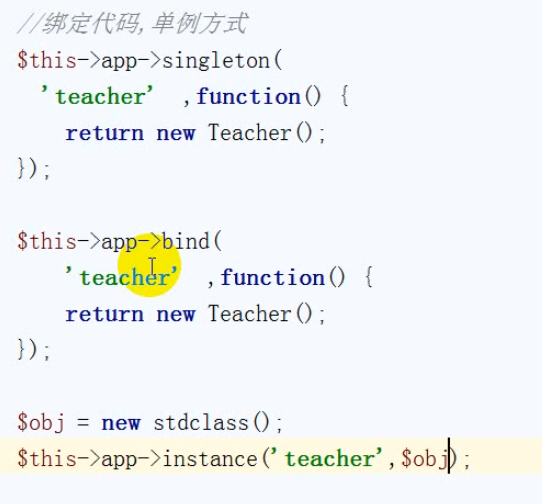 //绑定代码,单例方式
$this->app->singleton(
'teacher' ,function() {
return new Teacher();
});
$this->app->bind(
'teacher' ,function() {
return new Teacher();
});
$obj = new stdclass();
$this->app->instance('teacher',$obj);